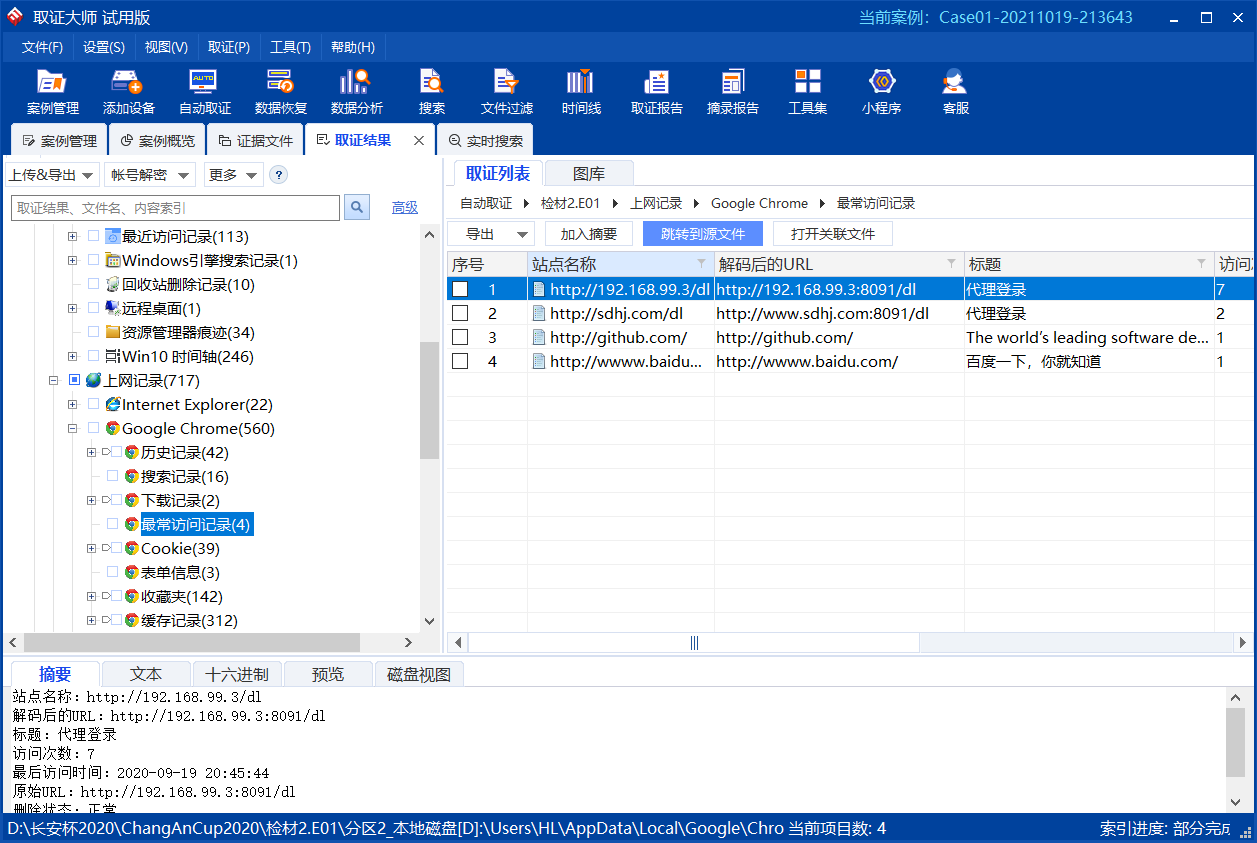 取证大师 试用版
当前案例：Case01-20211019-213643
文件(F) 设置(S) 视图(V) 取证(P) 工具(T) 帮助(H)
案例管理 添加设备 自动取证 数据恢复 数据分析 搜索 文件过滤 时间线 取证报告 摘录报告 工具集 小程序 客服
AUTO
案例管理 案例概览 证据文件 取证结果 实时搜索
上传&导出 帐号解密 更多 ?
取证结果、文件名、内容索引 高级
最近访问记录(113)
Windows引擎搜索记录(1)
回收站删除记录(10)
远程桌面(1)
资源管理器痕迹(34)
Win10 时间轴(246)
上网记录(717)
Internet Explorer(22)
Google Chrome(560)
历史记录(42)
搜索记录(16)
下载记录(2)
最常访问记录(4)
Cookie(39)
表单信息(3)
收藏夹(142)
缓存记录(312)
取证列表 图库
自动取证 检材2.E01 上网记录 Google Chrome 最常访问记录
导出 加入摘要 跳转到源文件 打开关联文件
序号 站点名称 解码后的URL 标题 访问
1 http://192.168.99.3/dl http://192.168.99.3:8091/dl 代理登录 7
2 http://sdhj.com/dl http://www.sdhj.com:8091/dl 代理登录 2
3 http://github.com/ http://github.com/ The world’s leading software de... 1
4 http://wwww.baidu... http://www.baidu.com/ 百度一下，你就知道 1
摘要 文本 十六进制 预览 磁盘视图
站点名称：http://192.168.99.3/dl
解码后的URL：http://192.168.99.3:8091/dl
标题：代理登录
访问次数：7
最后访问时间：2020-09-19 20:45:44
原始URL：http://192.168.99.3:8091/dl
删除状态：正常
D:\长安杯2020\ChangAnCup2020\检材2.E01\分区2_本地磁盘[D]:\Users\HL\AppData\Local\Google\Chro 当前项目数: 4
索引进度: 部分完成